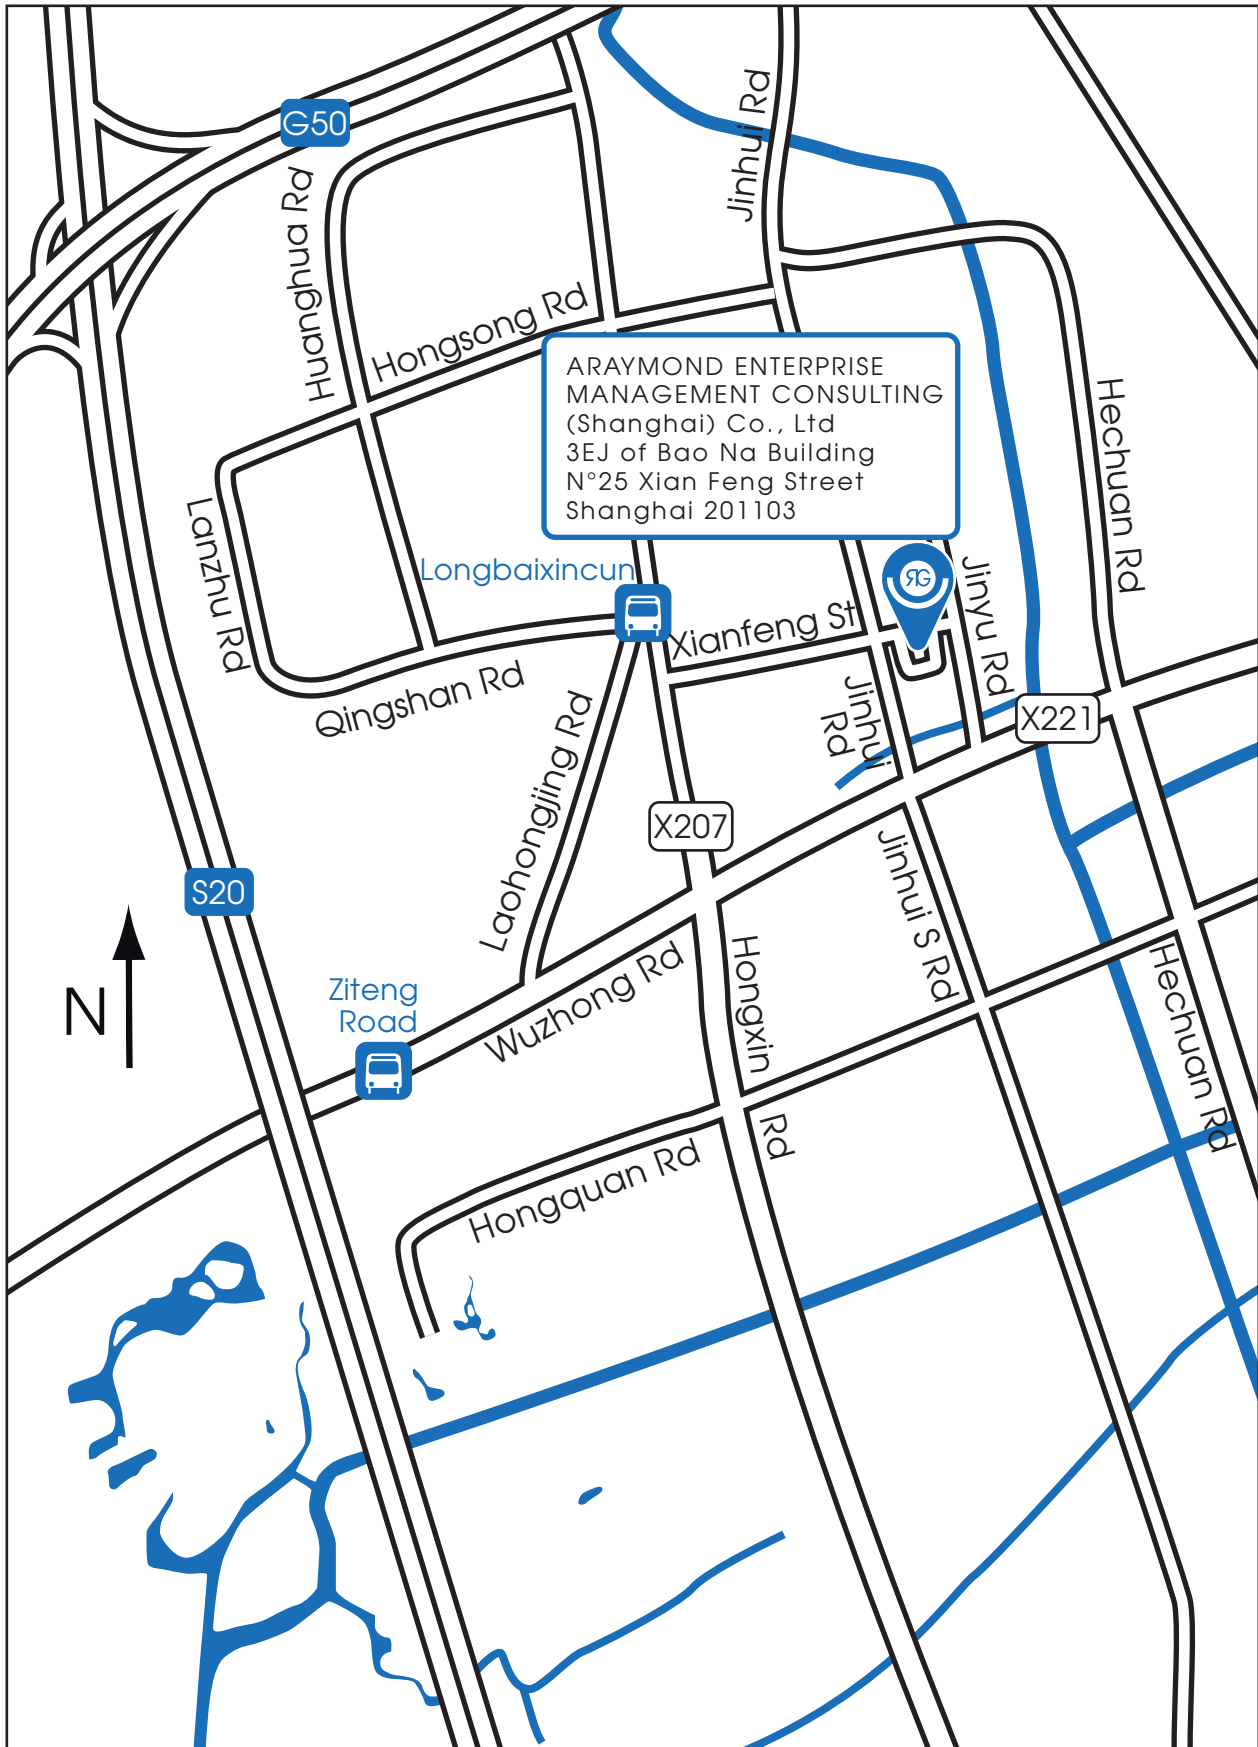 G50
Jinhui Rd
Huanghua Rd
Hongsong Rd
ARAYMOND ENTERPRISE
MANAGEMENT CONSULTING
(Shanghai) Co., Ltd
3EJ of Bao Na Building
N°25 Xian Feng Street
Shanghai 201103
Hechuan Rd
Lanzhu Rd
Longbaixincun
RG
Jinyu Rd
Xianfeng St
Qingshan Rd
Jinhui
Rd
X221
Laohongjing Rd
X207
S20
Jinhui S Rd
N
Ziteng
Road
Wuzhong Rd
Hongxin
Rd
Hechuan Rd
Hongquan Rd